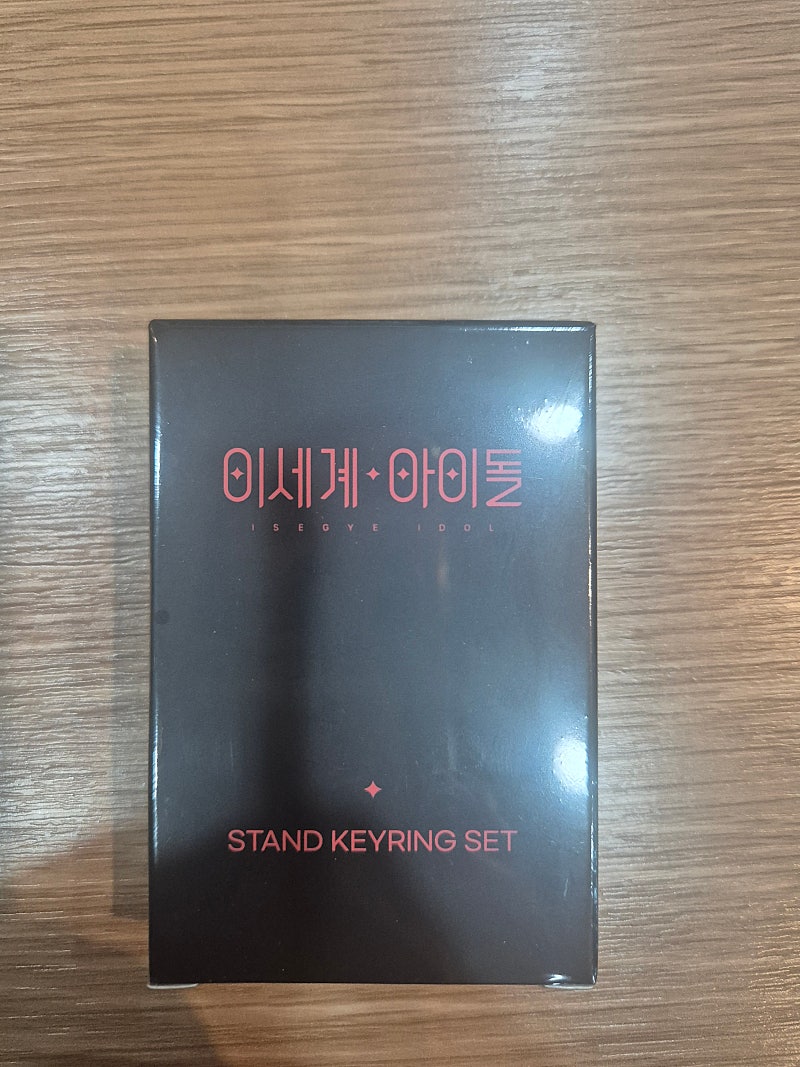 이세계 아이돌
ISEGYE IDOL
STAND KEYRING SET